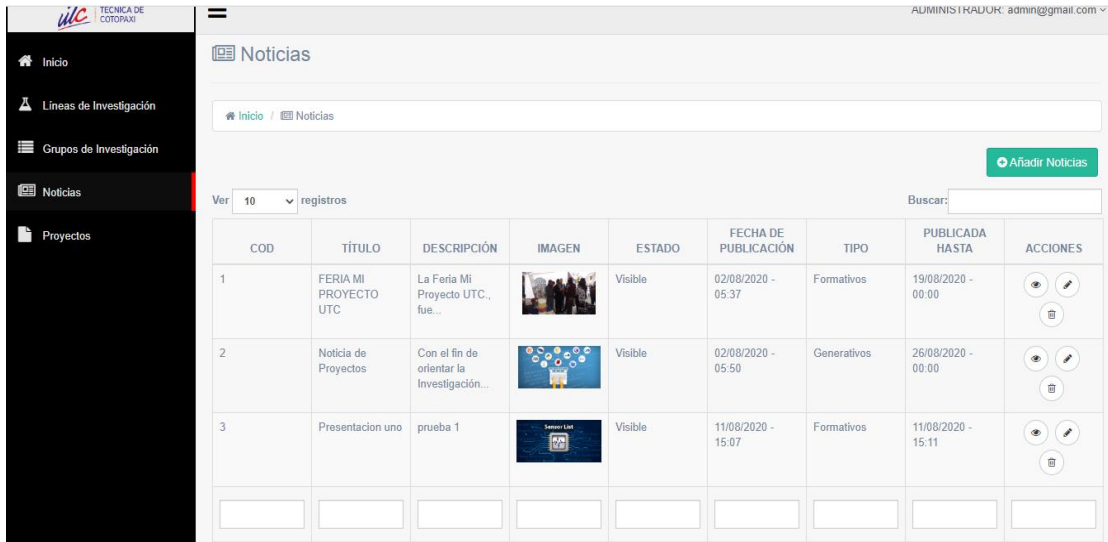 TECNICA DE
COTOPAXI
ADMINISTRADOR: admin@gmail.com
Inicio
Líneas de Investigación
Grupos de Investigación
Noticias
Proyectos
Noticias
Inicio / Noticias
Añadir Noticias
Ver 10 registros
Buscar:
COD TÍTULO DESCRIPCIÓN IMAGEN ESTADO FECHA DE PUBLICACIÓN TIPO PUBLICADA HASTA ACCIONES
1 FERIA MI PROYECTO UTC La Feria Mi Proyecto UTC., fue... Visible 02/08/2020 - 05:37 Formativos 19/08/2020 - 00:00
2 Noticia de Proyectos Con el fin de orientar la Investigación... Visible 02/08/2020 - 05:50 Generativos 26/08/2020 - 00:00
3 Presentacion uno prueba 1 Sensor List Visible 11/08/2020 - 15:07 Formativos 11/08/2020 - 15:11